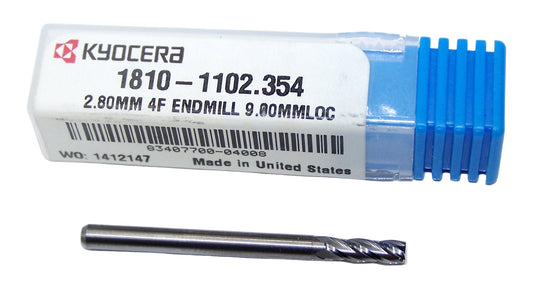 KYOCERA
1810-1102.354
2.80MM 4F ENDMILL 9.00MMLOC
83407700-04008
WO: 1412147 Made in United States